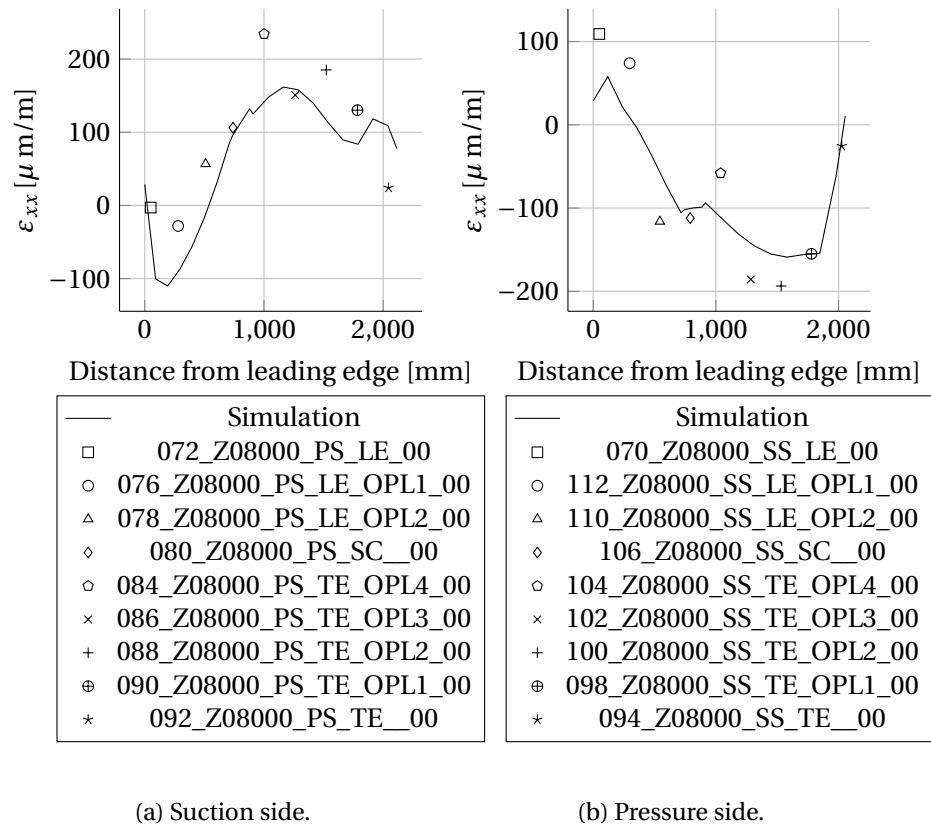 200
100
0
−100
ε xx [μ m/m]
0 1,000 2,000
Distance from leading edge [mm]
Simulation
072_Z08000_PS_LE_00
076_Z08000_PS_LE_OPL1_00
078_Z08000_PS_LE_OPL2_00
080_Z08000_PS_SC__00
084_Z08000_PS_TE_OPL4_00
086_Z08000_PS_TE_OPL3_00
088_Z08000_PS_TE_OPL2_00
090_Z08000_PS_TE_OPL1_00
092_Z08000_PS_TE__00
(a) Suction side.
100
0
−100
−200
ε xx [μ m/m]
0 1,000 2,000
Distance from leading edge [mm]
Simulation
070_Z08000_SS_LE_00
112_Z08000_SS_LE_OPL1_00
110_Z08000_SS_LE_OPL2_00
106_Z08000_SS_SC__00
104_Z08000_SS_TE_OPL4_00
102_Z08000_SS_TE_OPL3_00
100_Z08000_SS_TE_OPL2_00
098_Z08000_SS_TE_OPL1_00
094_Z08000_SS_TE__00
(b) Pressure side.